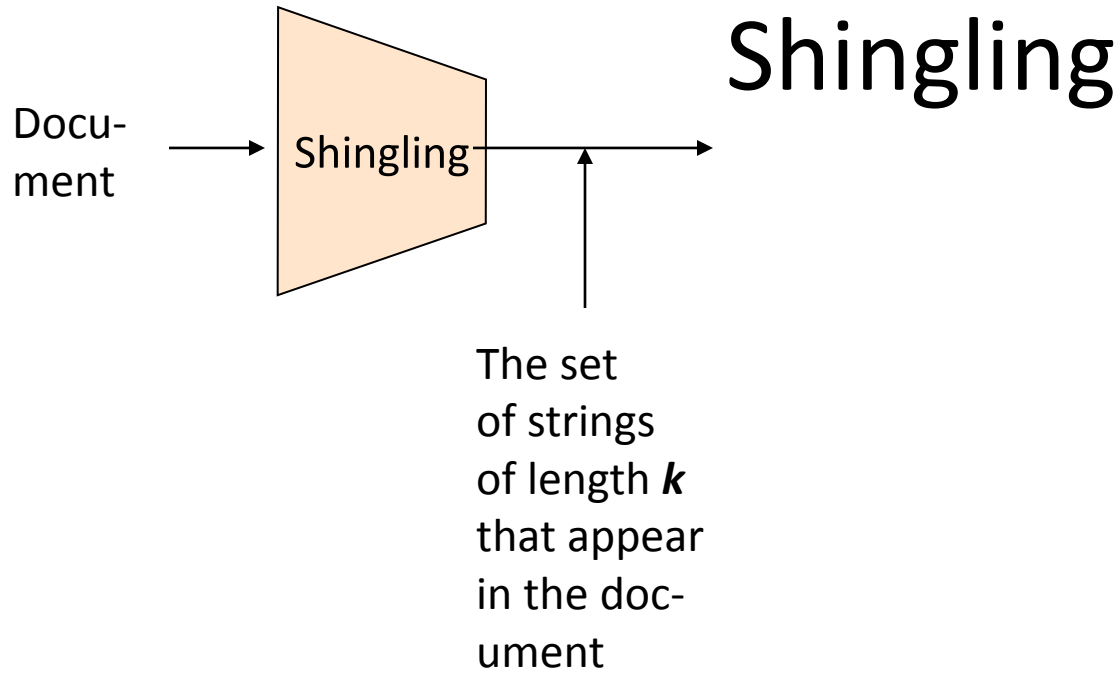 Shingling
Docu-
ment
Shingling
The set
of strings
of length k
that appear
in the doc-
ument